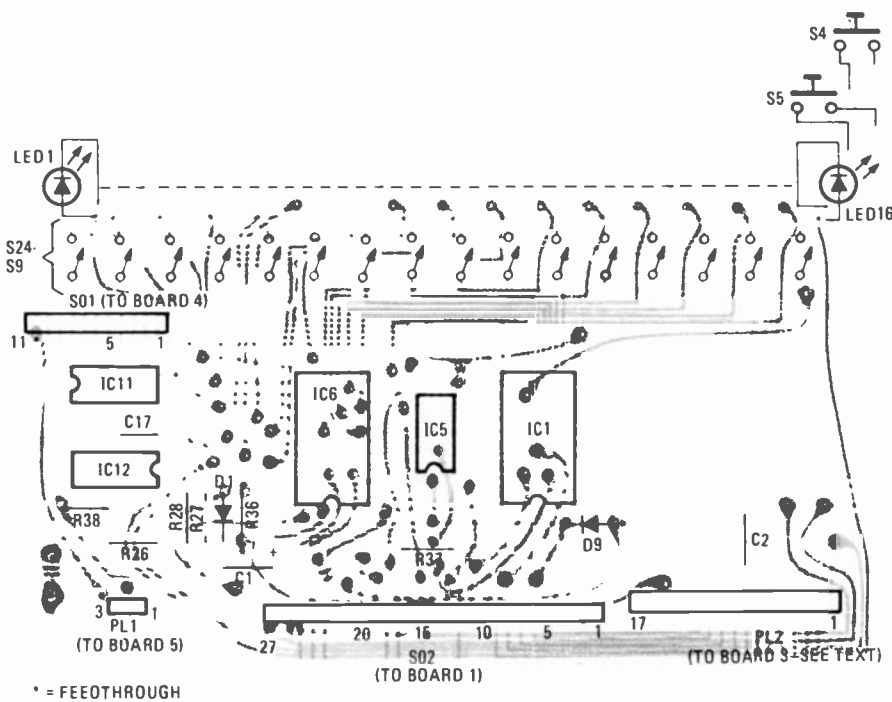 S4
S5
LED1
LED16
S24-
S9
S01 (TO BOARD 4)
11 5 1
IC11
IC6
IC5
IC1
C17
IC12
D1
R38
R28
R27
R36
R26
R37
D9
C2
C1
3 1
PL1
(TO BOARD 5)
27 20 16 10 5 1
S02
(TO BOARD 1)
17 1
PL2
(TO BOARD 3-SEE TEXT)
* = FEEOTHROUGH